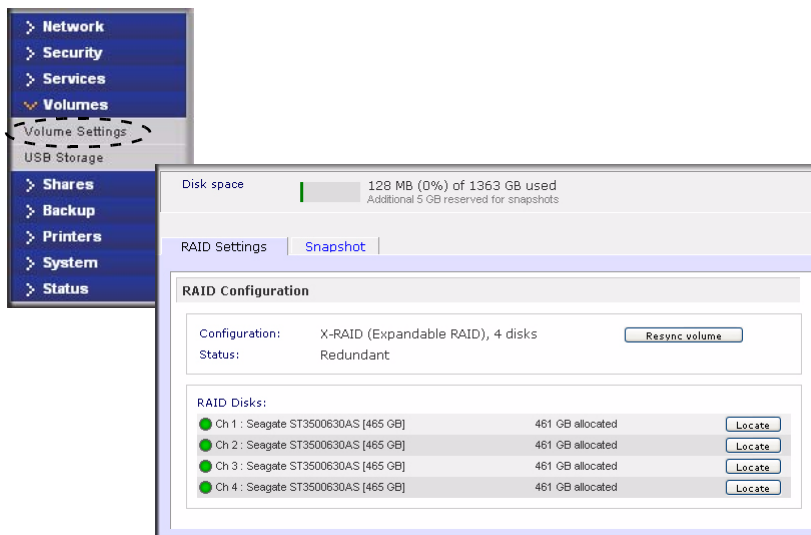 Network
Security
Services
Volumes
Volume Settings
USB Storage
Shares
Backup
Printers
System
Status
Disk space 128 MB (0%) of 1363 GB used
Additional 5 GB reserved for snapshots
RAID Settings Snapshot
RAID Configuration
Configuration: X-RAID (Expandable RAID), 4 disks Resync volume
Status: Redundant
RAID Disks:
Ch 1 : Seagate ST3500630AS [465 GB] 461 GB allocated Locate
Ch 2 : Seagate ST3500630AS [465 GB] 461 GB allocated Locate
Ch 3 : Seagate ST3500630AS [465 GB] 461 GB allocated Locate
Ch 4 : Seagate ST3500630AS [465 GB] 461 GB allocated Locate